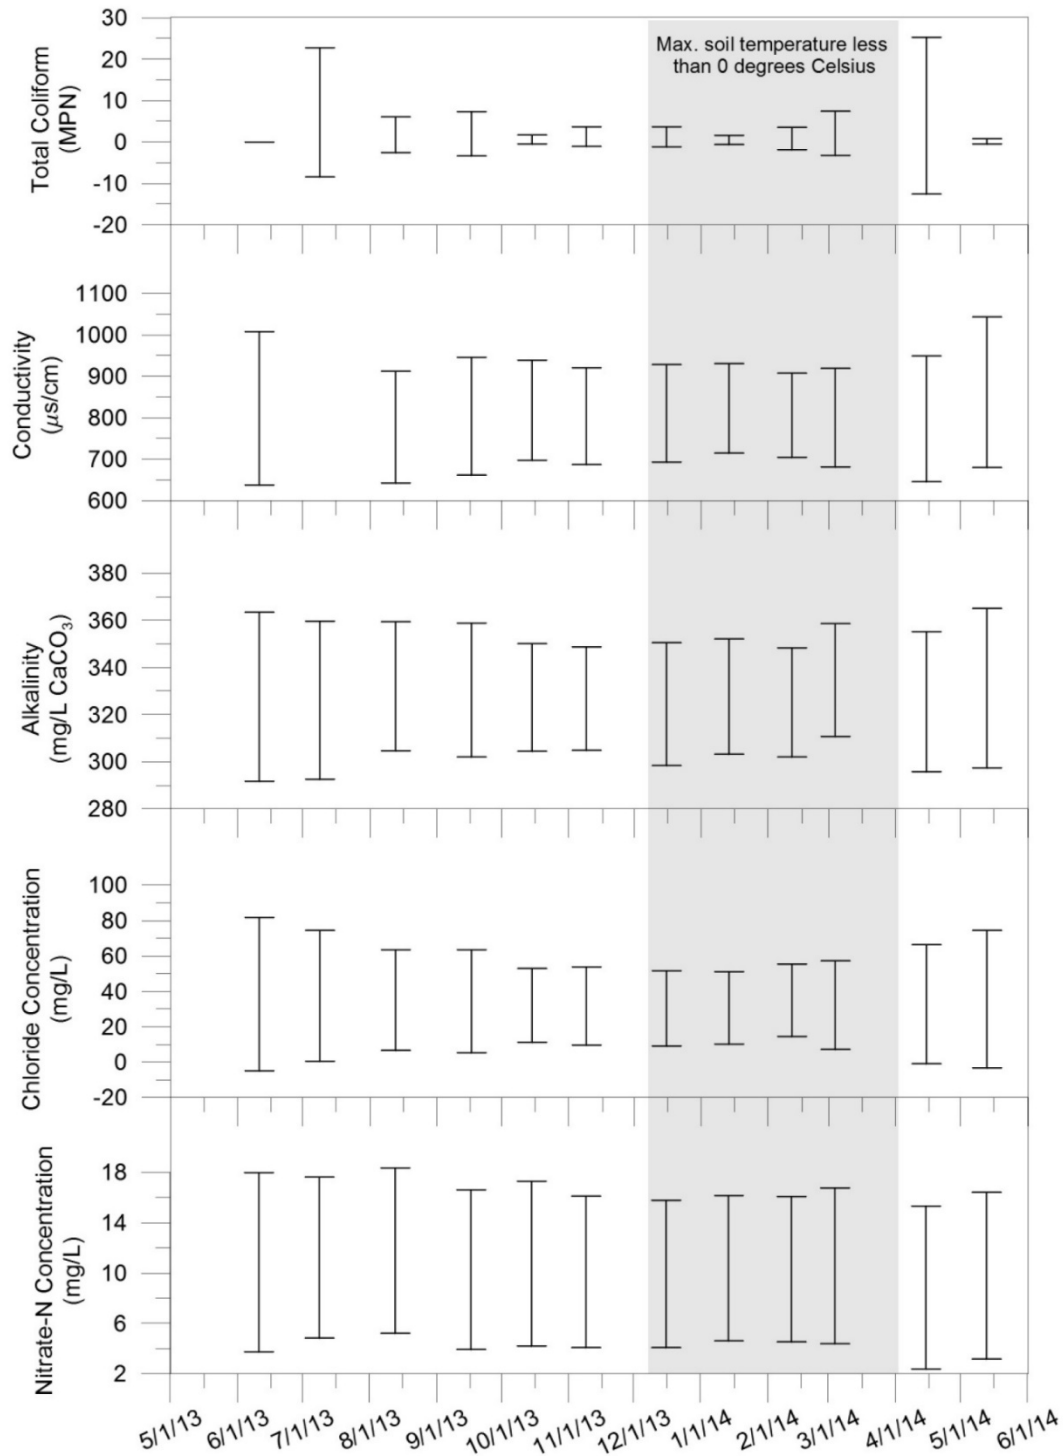 Total Coliform
(MPN)
30
20
10
0
-10
-20
Max. soil temperature less
than 0 degrees Celsius
Conductivity
(μs/cm)
1100
1000
900
800
700
600
Alkalinity
(mg/L CaCO₃)
380
360
340
320
300
280
Chloride Concentration
(mg/L)
100
80
60
40
20
0
-20
Nitrate-N Concentration
(mg/L)
18
14
10
6
2
5/1/13 6/1/13 7/1/13 8/1/13 9/1/13 10/1/13 11/1/13 12/1/13 1/1/14 2/1/14 3/1/14 4/1/14 5/1/14 6/1/14